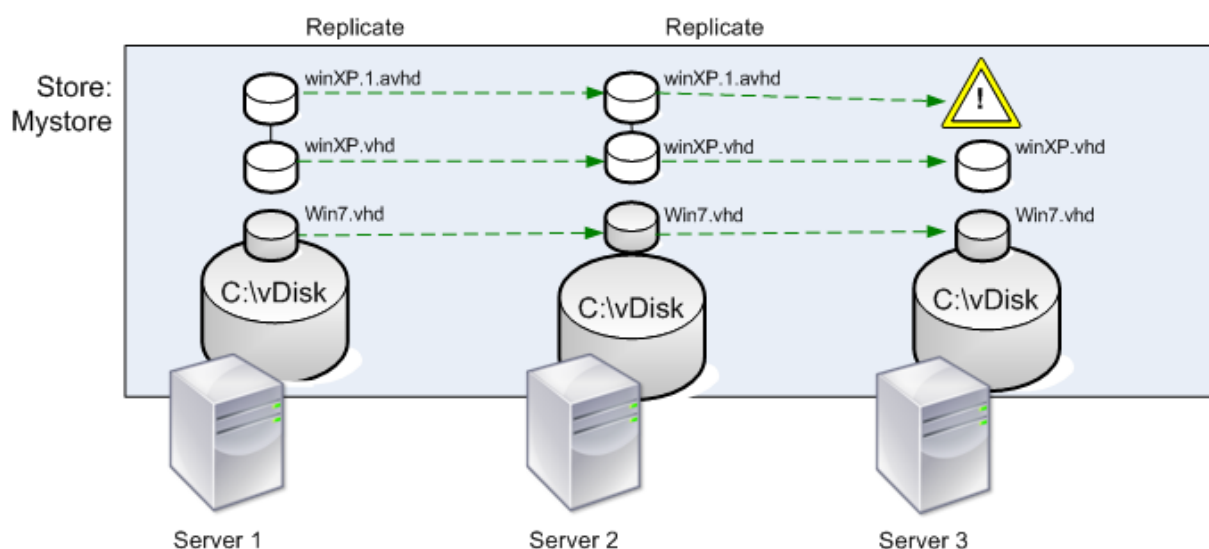 Replicate
Replicate
Store:
Mystore
winXP.1.avhd
winXP.1.avhd
!
winXP.vhd
winXP.vhd
winXP.vhd
Win7.vhd
Win7.vhd
Win7.vhd
C:\vDisk
C:\vDisk
C:\vDisk
Server 1
Server 2
Server 3